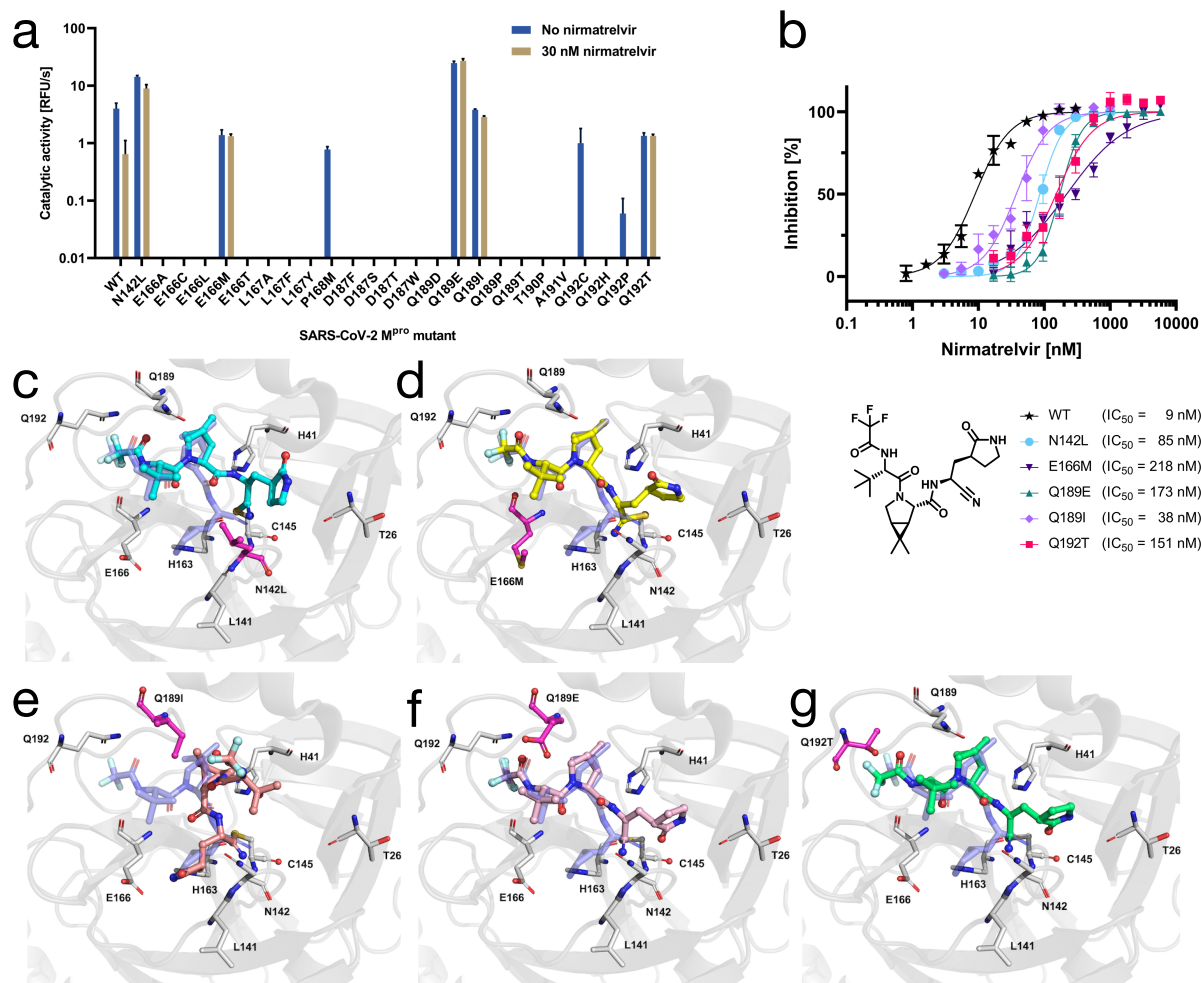 a
Catalytic activity [RFU/s]
100
10
1
0.1
0.01
No nirmatrelvir
30 nM nirmatrelvir
WT
N142L
E166A
E166C
E166L
E166M
E166T
L167A
L167F
L167Y
P168M
D187F
D187S
D187T
D187W
Q189D
Q189E
Q189I
Q189P
Q189T
T190P
A191V
Q192C
Q192H
Q192P
Q192T
SARS-CoV-2 Mpro mutant
b
Inhibition [%]
100
50
0
0.1 1 10 100 1000 10000
Nirmatrelvir [nM]
F
F F
O NH
O
NH
O
H
N
N
O
N
WT (IC50 = 9 nM)
N142L (IC50 = 85 nM)
E166M (IC50 = 218 nM)
Q189E (IC50 = 173 nM)
Q189I (IC50 = 38 nM)
Q192T (IC50 = 151 nM)
c
Q189
Q192
H41
T26
C145
E166
H163
N142L
L141
d
Q189
Q192
H41
T26
C145
E166M
H163
N142
L141
e
Q189I
Q192
H41
T26
C145
E166
H163
N142
L141
f
Q189E
Q192
H41
T26
C145
E166
H163
N142
L141
g
Q189
Q192T
H41
T26
C145
E166
H163
N142
L141